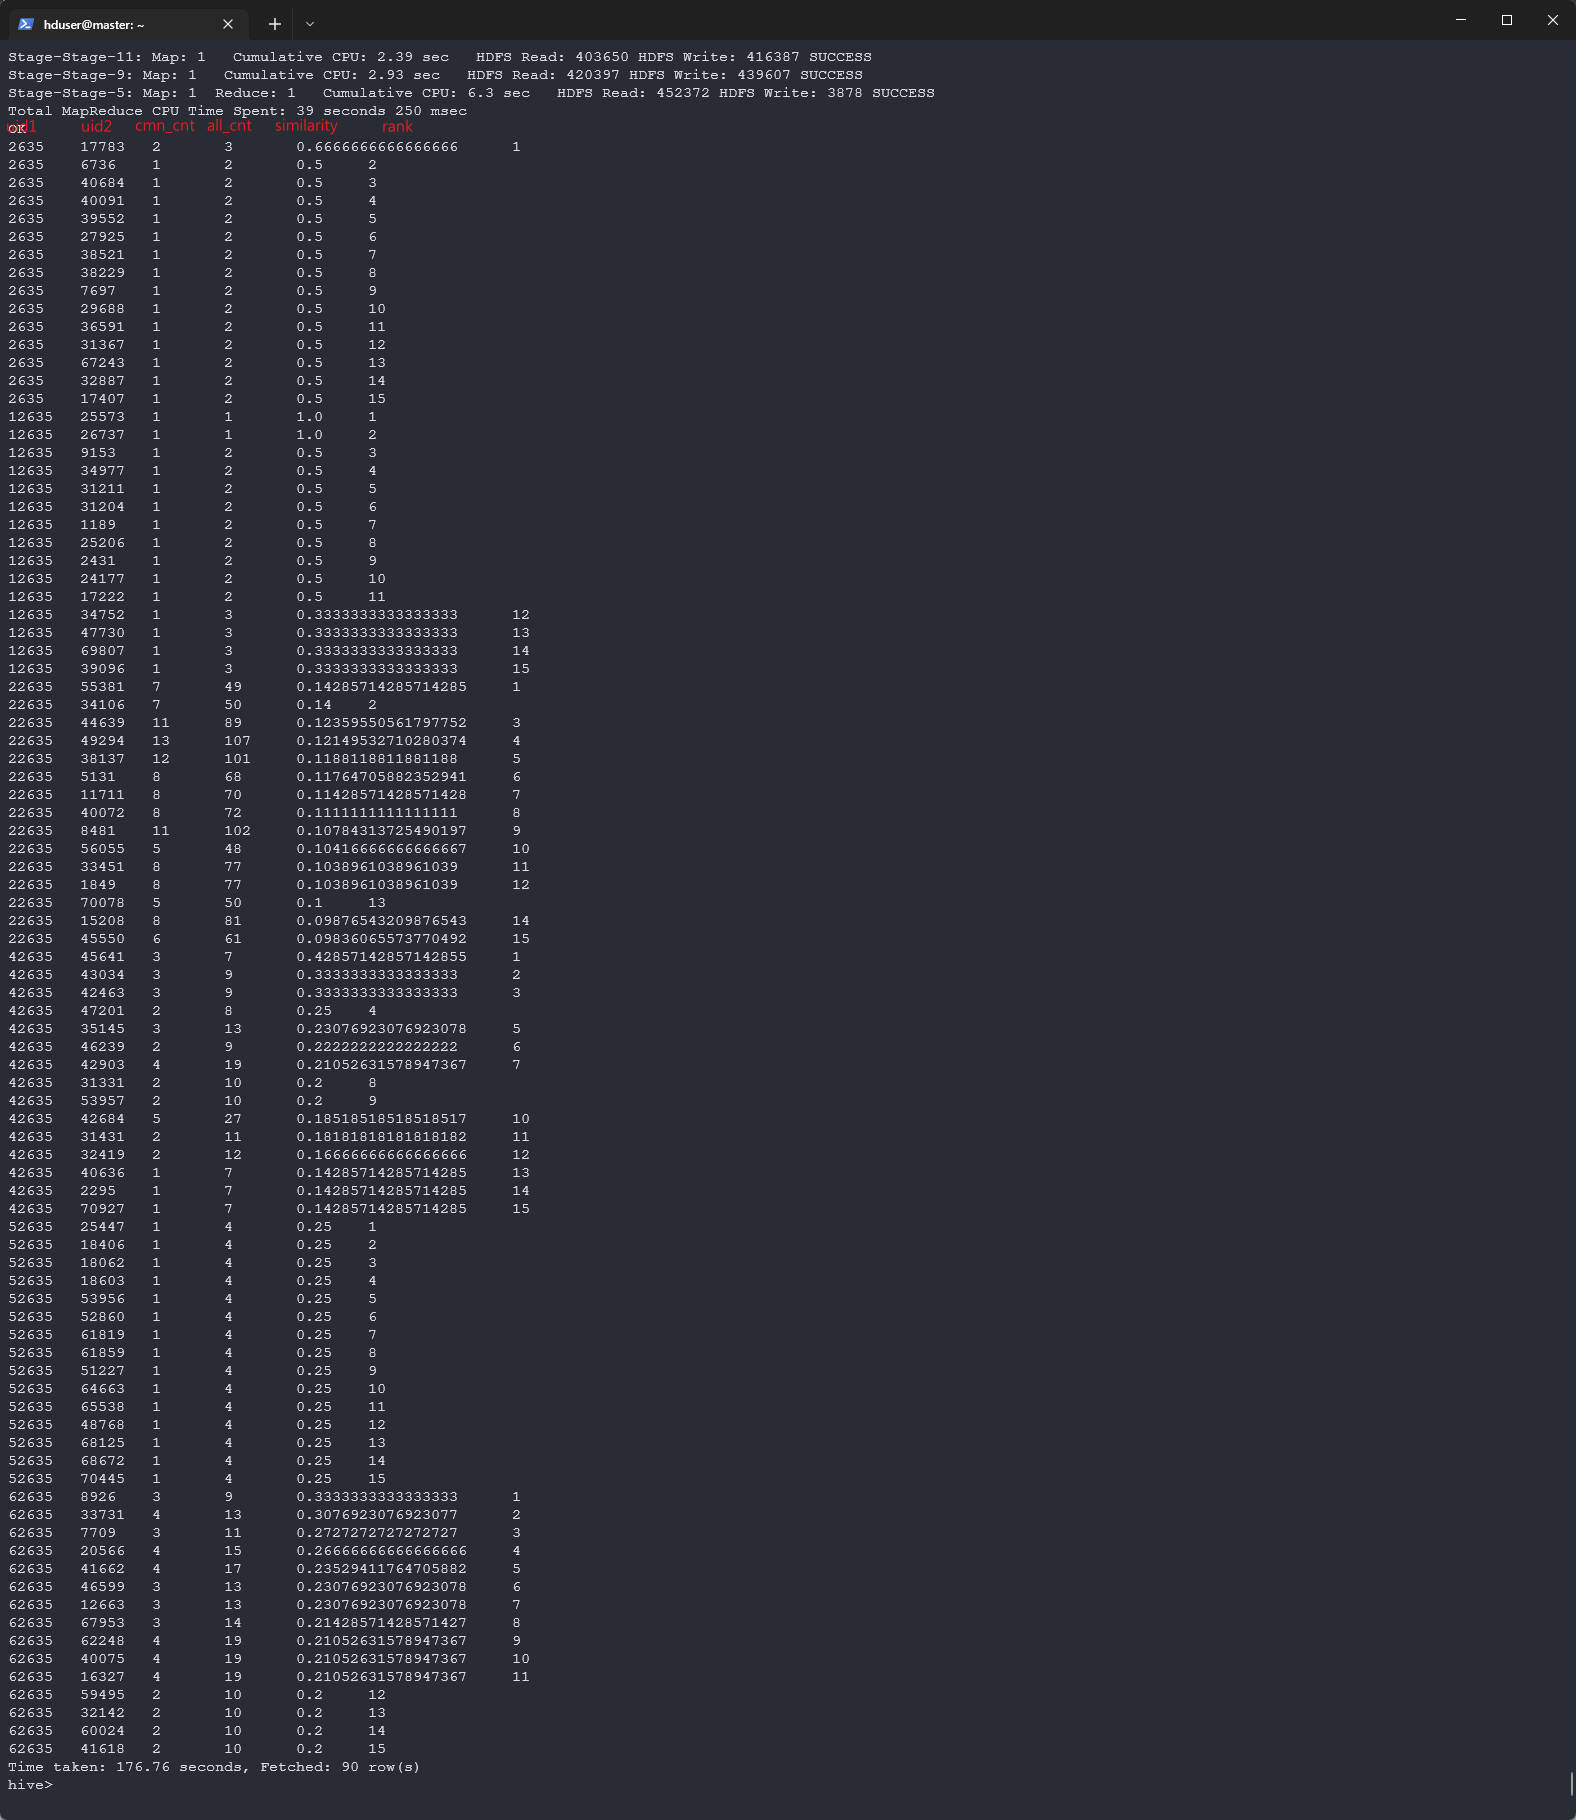 hduser@master: ~
Stage-Stage-11: Map: 1   Cumulative CPU: 2.39 sec   HDFS Read: 403650 HDFS Write: 416387 SUCCESS
Stage-Stage-9: Map: 1   Cumulative CPU: 2.93 sec   HDFS Read: 420397 HDFS Write: 439607 SUCCESS
Stage-Stage-5: Map: 1  Reduce: 1   Cumulative CPU: 6.3 sec   HDFS Read: 452372 HDFS Write: 3878 SUCCESS
Total MapReduce CPU Time Spent: 39 seconds 250 msec
OK
uid1 uid2 cmn_cnt all_cnt similarity rank
2635 17783 2 3 0.6666666666666666 1
2635 6736 1 2 0.5 2
2635 40684 1 2 0.5 3
2635 40091 1 2 0.5 4
2635 39552 1 2 0.5 5
2635 27925 1 2 0.5 6
2635 38521 1 2 0.5 7
2635 38229 1 2 0.5 8
2635 7697 1 2 0.5 9
2635 29688 1 2 0.5 10
2635 36591 1 2 0.5 11
2635 31367 1 2 0.5 12
2635 67243 1 2 0.5 13
2635 32887 1 2 0.5 14
2635 17407 1 2 0.5 15
12635 25573 1 1 1.0 1
12635 26737 1 1 1.0 2
12635 9153 1 2 0.5 3
12635 34977 1 2 0.5 4
12635 31211 1 2 0.5 5
12635 31204 1 2 0.5 6
12635 1189 1 2 0.5 7
12635 25206 1 2 0.5 8
12635 2431 1 2 0.5 9
12635 24177 1 2 0.5 10
12635 17222 1 2 0.5 11
12635 34752 1 3 0.3333333333333333 12
12635 47730 1 3 0.3333333333333333 13
12635 69807 1 3 0.3333333333333333 14
12635 39096 1 3 0.3333333333333333 15
22635 55381 7 49 0.14285714285714285 1
22635 34106 7 50 0.14 2
22635 44639 11 89 0.12359550561797752 3
22635 49294 13 107 0.12149532710280374 4
22635 38137 12 101 0.1188118811881188 5
22635 5131 8 68 0.11764705882352941 6
22635 11711 8 70 0.11428571428571428 7
22635 40072 8 72 0.1111111111111111 8
22635 8481 11 102 0.10784313725490197 9
22635 56055 5 48 0.10416666666666667 10
22635 33451 8 77 0.1038961038961039 11
22635 1849 8 77 0.1038961038961039 12
22635 70078 5 50 0.1 13
22635 15208 8 81 0.09876543209876543 14
22635 45550 6 61 0.09836065573770492 15
42635 45641 3 7 0.42857142857142855 1
42635 43034 3 9 0.3333333333333333 2
42635 42463 3 9 0.3333333333333333 3
42635 47201 2 8 0.25 4
42635 35145 3 13 0.23076923076923078 5
42635 46239 2 9 0.2222222222222222 6
42635 42903 4 19 0.21052631578947367 7
42635 31331 2 10 0.2 8
42635 53957 2 10 0.2 9
42635 42684 5 27 0.18518518518518517 10
42635 31431 2 11 0.18181818181818182 11
42635 32419 2 12 0.16666666666666666 12
42635 40636 1 7 0.14285714285714285 13
42635 2295 1 7 0.14285714285714285 14
42635 70927 1 7 0.14285714285714285 15
52635 25447 1 4 0.25 1
52635 18406 1 4 0.25 2
52635 18062 1 4 0.25 3
52635 18603 1 4 0.25 4
52635 53956 1 4 0.25 5
52635 52860 1 4 0.25 6
52635 61819 1 4 0.25 7
52635 61859 1 4 0.25 8
52635 51227 1 4 0.25 9
52635 64663 1 4 0.25 10
52635 65538 1 4 0.25 11
52635 48768 1 4 0.25 12
52635 68125 1 4 0.25 13
52635 68672 1 4 0.25 14
52635 70445 1 4 0.25 15
62635 8926 3 9 0.3333333333333333 1
62635 33731 4 13 0.3076923076923077 2
62635 7709 3 11 0.2727272727272727 3
62635 20566 4 15 0.26666666666666666 4
62635 41662 4 17 0.23529411764705882 5
62635 46599 3 13 0.23076923076923078 6
62635 12663 3 13 0.23076923076923078 7
62635 67953 3 14 0.21428571428571427 8
62635 62248 4 19 0.21052631578947367 9
62635 40075 4 19 0.21052631578947367 10
62635 16327 4 19 0.21052631578947367 11
62635 59495 2 10 0.2 12
62635 32142 2 10 0.2 13
62635 60024 2 10 0.2 14
62635 41618 2 10 0.2 15
Time taken: 176.76 seconds, Fetched: 90 row(s)
hive>